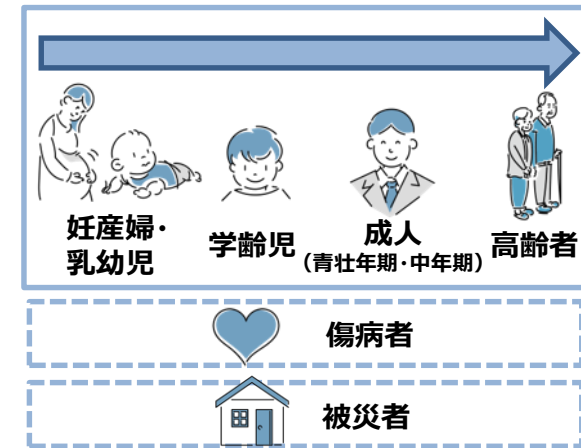 妊産婦・
乳幼児
学齢児
成人
（青壮年期・中年期）
高齢者
傷病者
被災者